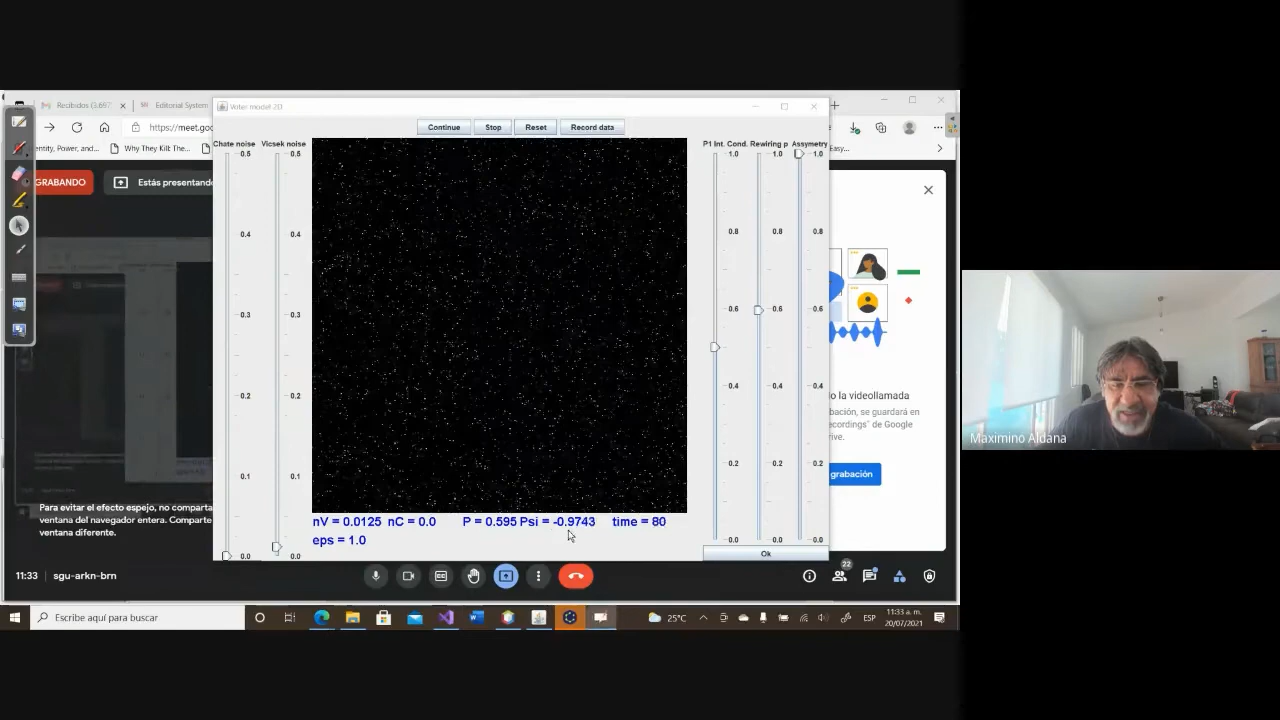 Recibidos (3,697
Editorial System
Voter model 2D
https://meet.goo
entity, Power, and...
Why They Kill: The...
Easy...
Continue
Stop
Reset
Record data
Chate noise
Vicsek noise
P1 Int. Cond.
Rewiring p
Assymetry
0.5
0.5
1.0
1.0
1.0
GRABANDO
Estás presentando
0.4
0.4
0.8
0.8
0.8
0.3
0.3
0.6
0.6
0.6
0.2
0.2
0.4
0.4
0.4
lo la videollamada
bación, se guardará en
ecordings" de Google
rive.
0.1
0.1
0.2
0.2
0.2
grabación
0.0
0.0
0.0
0.0
0.0
Para evitar el efecto espejo, no comparta
ventana del navegador entera. Comparte
ventana diferente.
nV = 0.0125 nC = 0.0 P = 0.595 Psi = -0.9743 time = 80
eps = 1.0
Ok
Maximino Aldana
11:33
sgu-arkn-brn
22
Escribe aquí para buscar
25°C
ESP
11:33 a. m.
20/07/2021